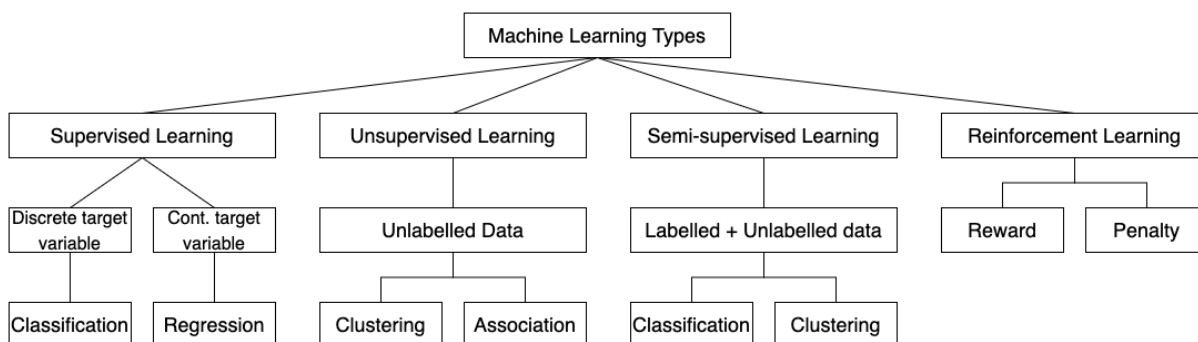 Machine Learning Types
Supervised Learning
Unsupervised Learning
Semi-supervised Learning
Reinforcement Learning
Discrete target
variable
Cont. target
variable
Unlabelled Data
Labelled + Unlabelled data
Reward
Penalty
Classification
Regression
Clustering
Association
Classification
Clustering